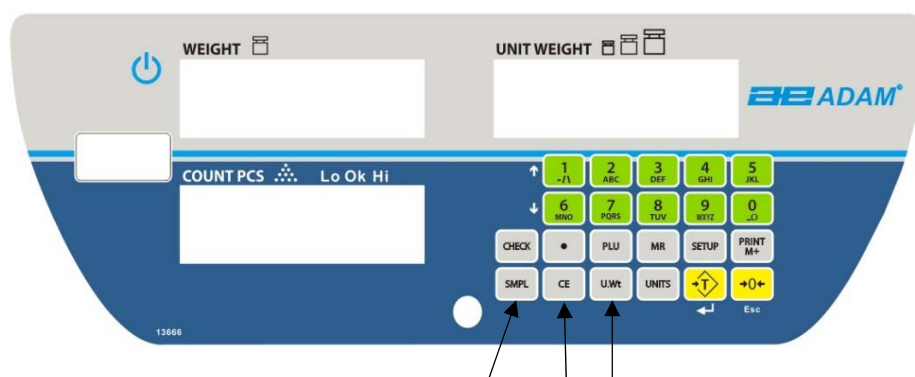 WEIGHT
UNIT WEIGHT
ae ADAM®
COUNT PCS Lo Ok Hi
1 2 3 4 5
-/\ ABC DEF GHI JKL
6 7 8 9 0
MNO PQRS TUV WXYZ _O
CHECK • PLU MR SETUP PRINT M+
SMPL CE U.Wt UNITS →T← →0←
Esc
13666